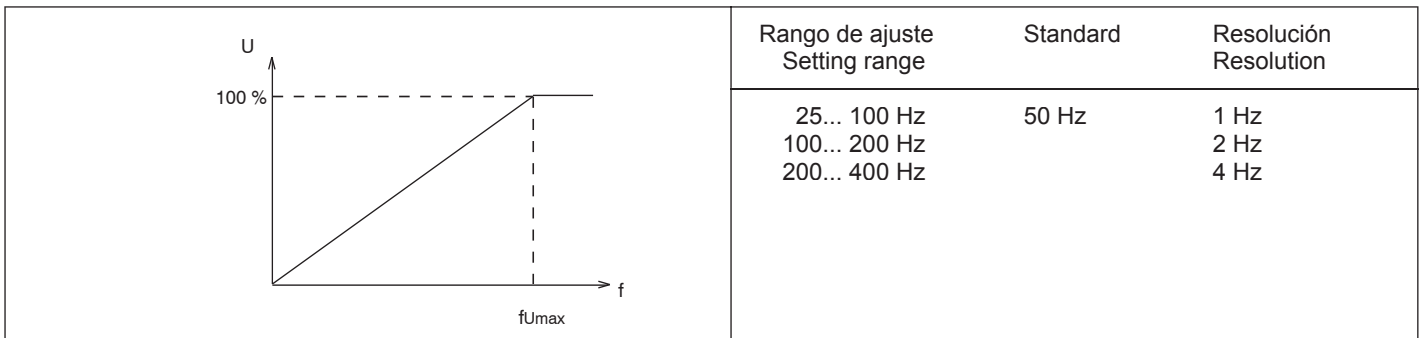 U
100 %
f
fUmax
Rango de ajuste Standard Resolución
Setting range Resolution
25... 100 Hz 50 Hz 1 Hz
100... 200 Hz 2 Hz
200... 400 Hz 4 Hz